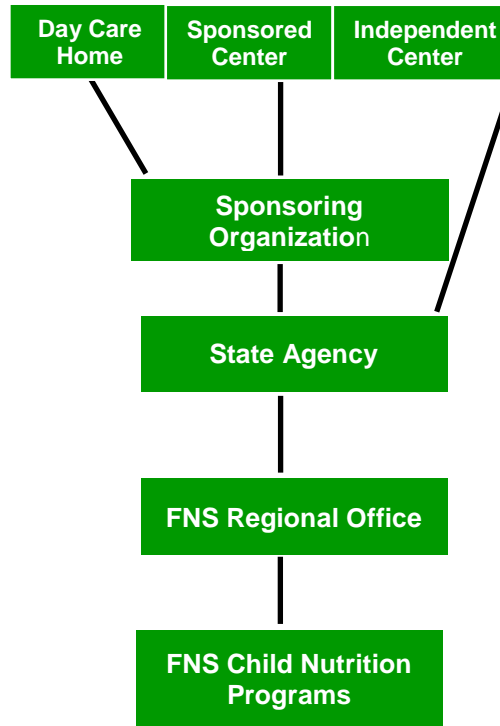 Day Care
Home
Sponsored
Center
Independent
Center
Sponsoring
Organization
State Agency
FNS Regional Office
FNS Child Nutrition
Programs